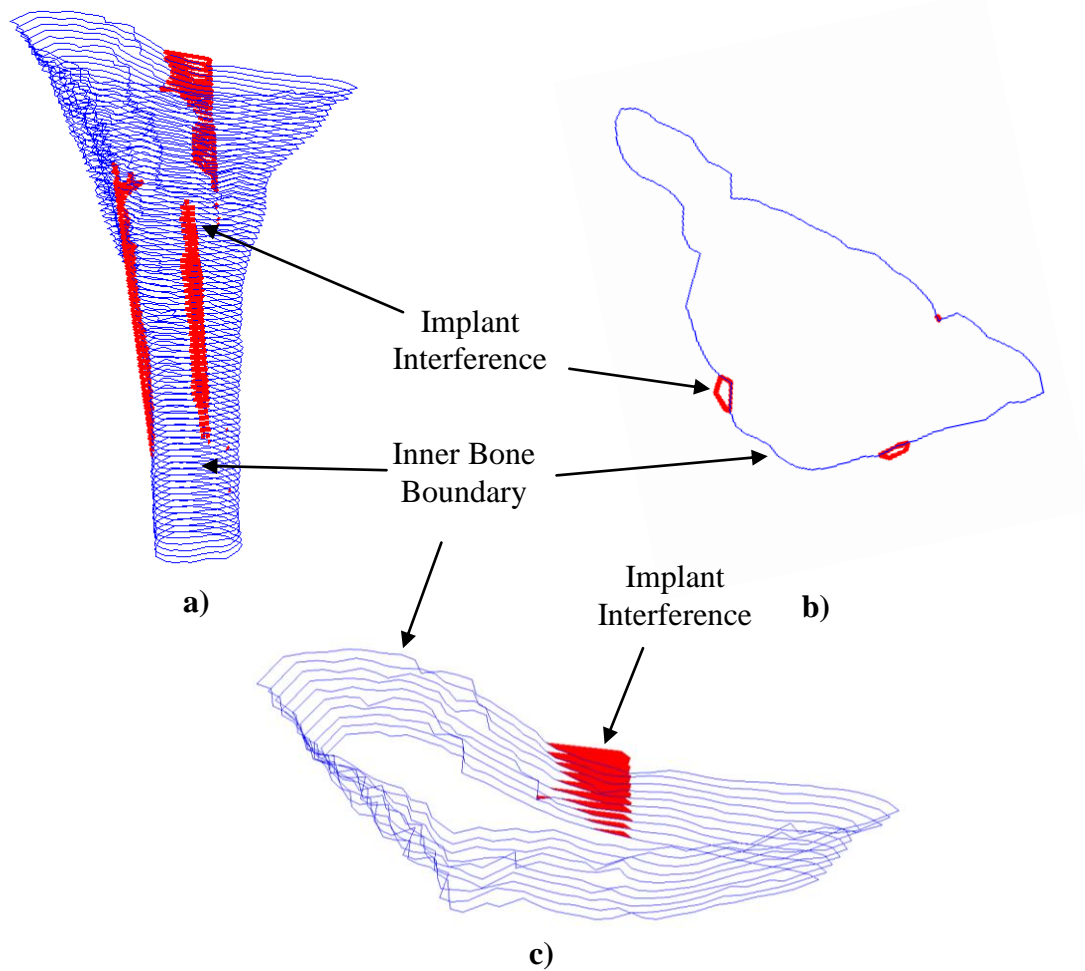 Implant
Interference
Inner Bone
Boundary
a)
Implant
Interference
b)
c)